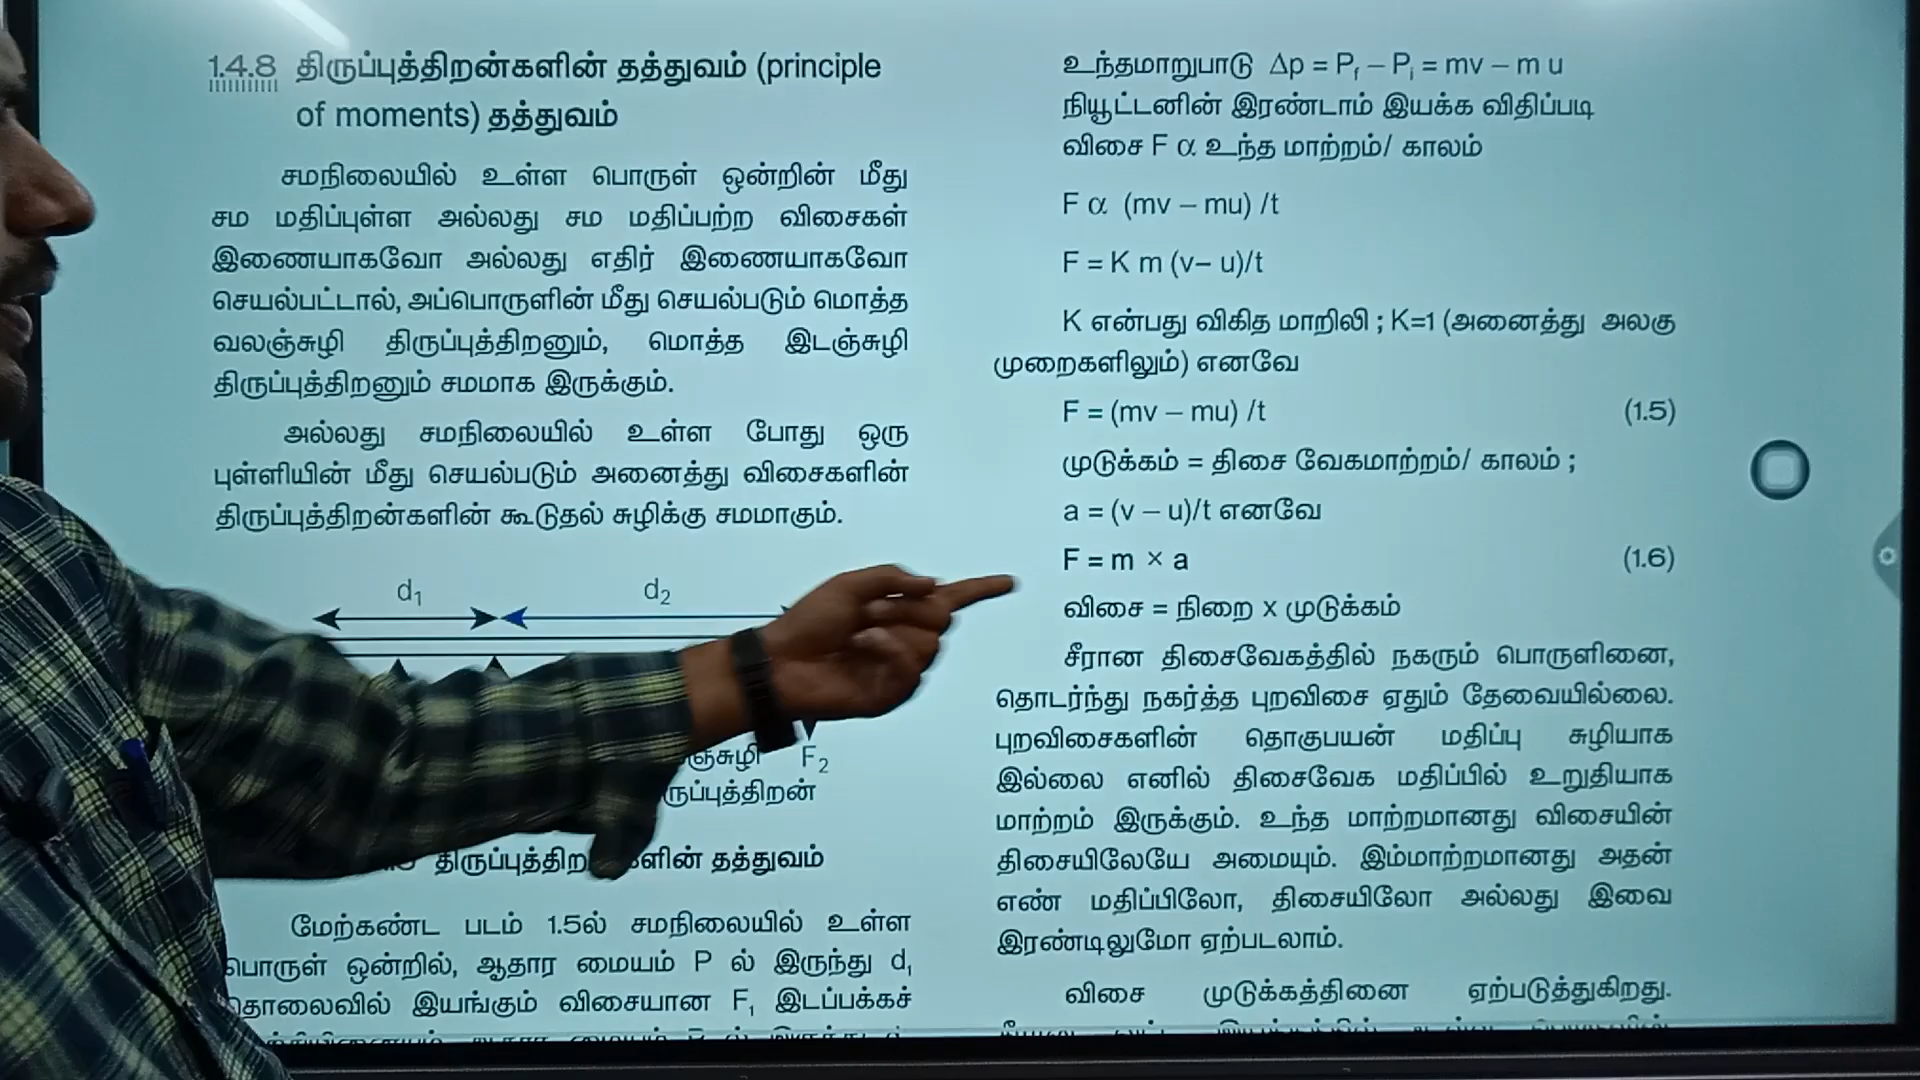 1.4.8 திருப்புத்திறன்களின் தத்துவம் (principle
of moments) தத்துவம்
சமநிலையில் உள்ள பொருள் ஒன்றின் மீது
சம மதிப்புள்ள அல்லது சம மதிப்பற்ற விசைகள்
இணையாகவோ அல்லது எதிர் இணையாகவோ
செயல்பட்டால், அப்பொருளின் மீது செயல்படும் மொத்த
வலஞ்சுழி திருப்புத்திறனும், மொத்த இடஞ்சுழி
திருப்புத்திறனும் சமமாக இருக்கும்.
அல்லது சமநிலையில் உள்ள போது ஒரு
புள்ளியின் மீது செயல்படும் அனைத்து விசைகளின்
திருப்புத்திறன்களின் கூடுதல் சுழிக்கு சமமாகும்.
d₁ d₂
F₂
தத்துவம்
மேற்கண்ட படம் 1.5ல் சமநிலையில் உள்ள
பொருள் ஒன்றில், ஆதார மையம் P ல் இருந்து d₁
தொலைவில் இயங்கும் விசையான F₁ இடப்பக்கச்
உந்தமாறுபாடு Δp = P_f – P_i = mv – m u
நியூட்டனின் இரண்டாம் இயக்க விதிப்படி
விசை F α உந்த மாற்றம்/ காலம்
F α (mv – mu) /t
F = K m (v– u)/t
K என்பது விகித மாறிலி ; K=1 (அனைத்து அலகு
முறைகளிலும்) எனவே
F = (mv – mu) /t (1.5)
முடுக்கம் = திசை வேகமாற்றம்/ காலம் ;
a = (v – u)/t எனவே
F = m × a (1.6)
விசை = நிறை x முடுக்கம்
சீரான திசைவேகத்தில் நகரும் பொருளினை,
தொடர்ந்து நகர்த்த புறவிசை ஏதும் தேவையில்லை.
புறவிசைகளின் தொகுபயன் மதிப்பு சுழியாக
இல்லை எனில் திசைவேக மதிப்பில் உறுதியாக
மாற்றம் இருக்கும். உந்த மாற்றமானது விசையின்
திசையிலேயே அமையும். இம்மாற்றமானது அதன்
எண் மதிப்பிலோ, திசையிலோ அல்லது இவை
இரண்டிலுமோ ஏற்படலாம்.
விசை முடுக்கத்தினை ஏற்படுத்துகிறது.